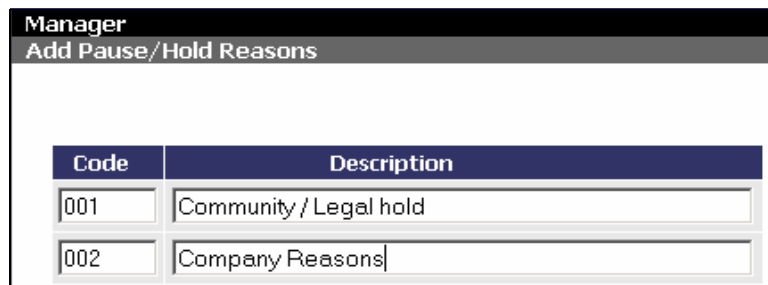 Manager
Add Pause/Hold Reasons
Code Description
001 Community / Legal hold
002 Company Reasons